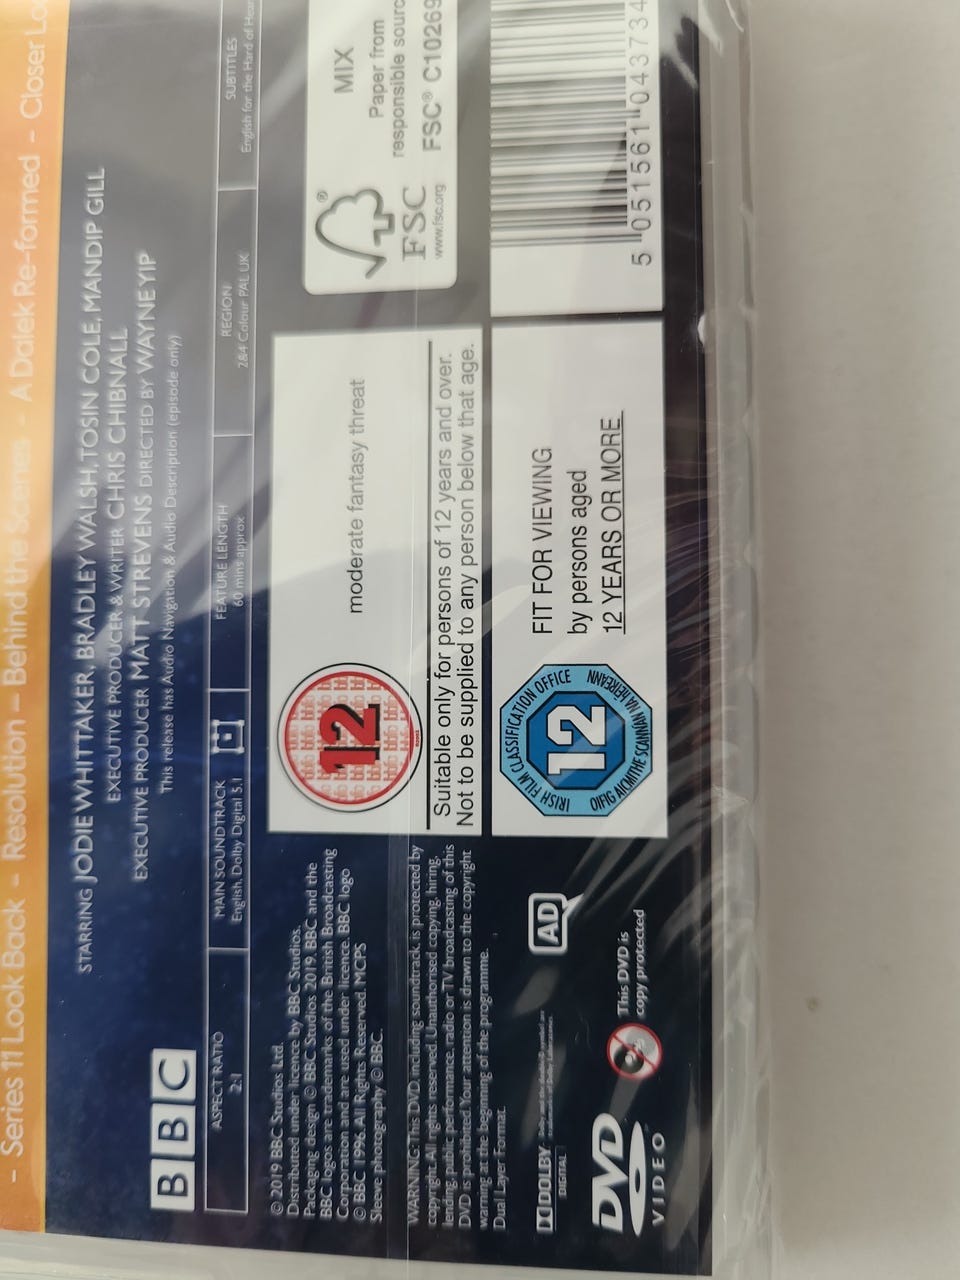 - Series 11 Look Back - Resolution - Behind the Scenes - A Dalek Re-formed - Closer
STARRING JODIE WHITTAKER, BRADLEY WALSH, TOSIN COLE, MANDIP GILL
EXECUTIVE PRODUCER & WRITER CHRIS CHIBNALL
EXECUTIVE PRODUCER MATT STREVENS DIRECTED BY WAYNE YIP
This release has Audio Navigation & Audio Description (episode only)
BBC
ASPECT RATIO
2:1
MAIN SOUNDTRACK
English, Dolby Digital 5.1
FEATURE LENGTH
60 mins approx
REGION
2&4 Colour PAL UK
SUBTITLES
English for the Hard of
© 2019 BBC Studios Ltd.
Distributed under licence by BBC Studios.
Packaging design © BBC Studios 2019. BBC and the
BBC logos are trademarks of the British Broadcasting
Corporation and are used under licence. BBC logo
© BBC 1996. All Rights Reserved. MCPS
Sleeve photography © BBC.
WARNING: This DVD, including soundtrack, is protected by
copyright. All rights reserved. Unauthorised copying, hiring,
lending, public performance, radio or TV broadcasting of this
DVD is prohibited. Your attention is drawn to the copyright
warning at the beginning of the programme.
Dual Layer Format.
DOLBY
DIGITAL
AD
DVD
VIDEO
This DVD is
copy protected
12
moderate fantasy threat
Suitable only for persons of 12 years and over.
Not to be supplied to any person below that age.
IRISH FILM CLASSIFICATION OFFICE
12
OIFIG AICMITHE SCANNÁN NA HÉIREANN
FIT FOR VIEWING
by persons aged
12 YEARS OR MORE
FSC
www.fsc.org
MIX
Paper from
responsible
FSC® C10269
5 051561 043734